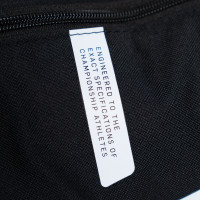 ENGINEERED TO THE
EXACT SPECIFICATIONS OF
CHAMPIONSHIP ATHLETES